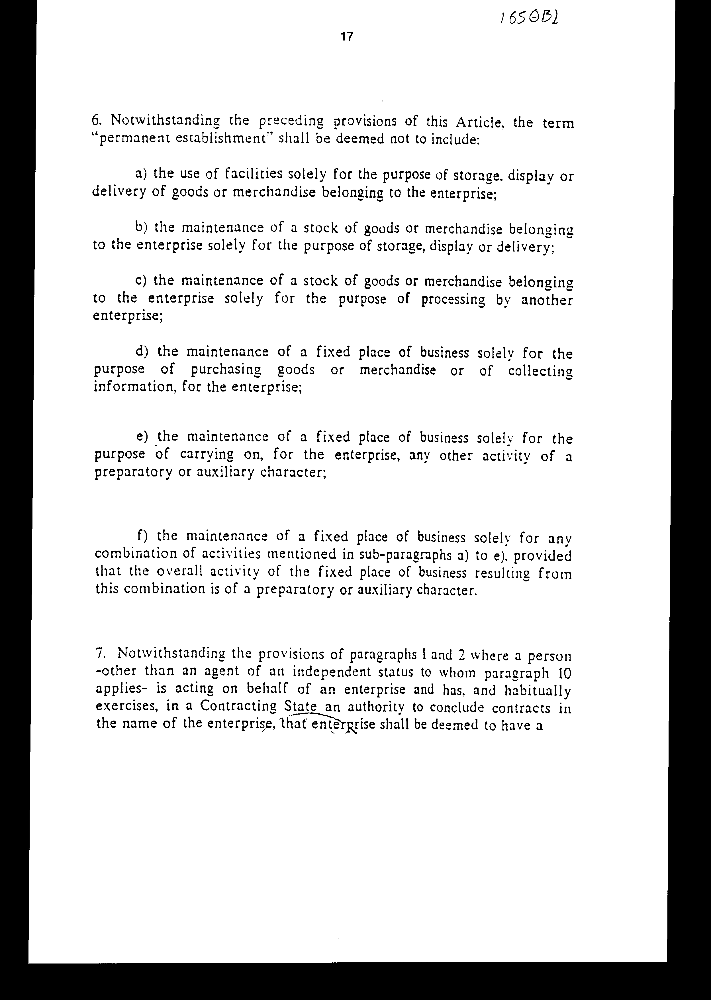 17
6. Notwithstanding the preceding provisions of this Article, the term
“permanent establishment” shall be deemed not to include:
a) the use of facilities solely for the purpose of storage, display or
delivery of goods or merchandise belonging to the enterprise;
b) the maintenance of a stock of goods or merchandise belonging
to the enterprise solely for the purpose of storage, display or delivery;
c) the maintenance of a stock of goods or merchandise belonging
to the enterprise solely for the purpose of processing by another
enterprise;
d) the maintenance of a fixed place of business solely for the
purpose of purchasing goods or merchandise or of collecting
information, for the enterprise;
e) the maintenance of a fixed place of business solely for the
purpose of carrying on, for the enterprise, any other activity of a
preparatory or auxiliary character;
f) the maintenance of a fixed place of business solely for any
combination of activities mentioned in sub-paragraphs a) to e), provided
that the overall activity of the fixed place of business resulting from
this combination is of a preparatory or auxiliary character.
7. Notwithstanding the provisions of paragraphs 1 and 2 where a person
-other than an agent of an independent status to whom paragraph 10
applies- is acting on behalf of an enterprise and has, and habitually
exercises, in a Contracting State an authority to conclude contracts in
the name of the enterprise, that enterprise shall be deemed to have a